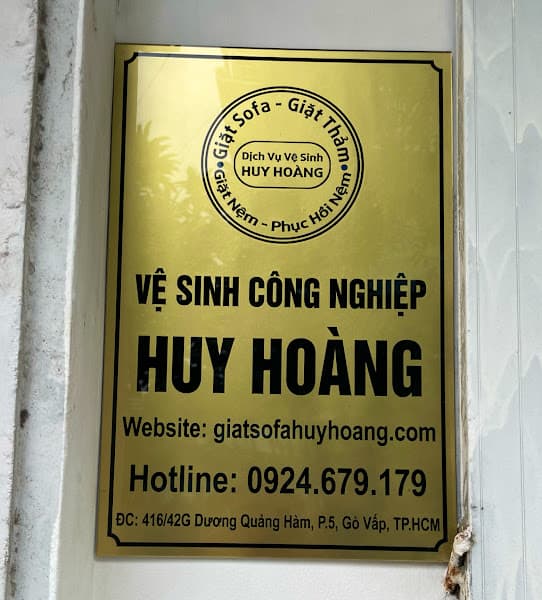 Giặt Sofa - Giặt Thảm
Dịch Vụ Vệ Sinh
HUY HOÀNG
Giặt Nệm - Phục Hồi Nệm
VỆ SINH CÔNG NGHIỆP
HUY HOÀNG
Website: giatsofahuyhoang.com
Hotline: 0924.679.179
ĐC: 416/42G Dương Quảng Hàm, P.5, Gò Vấp, TP.HCM